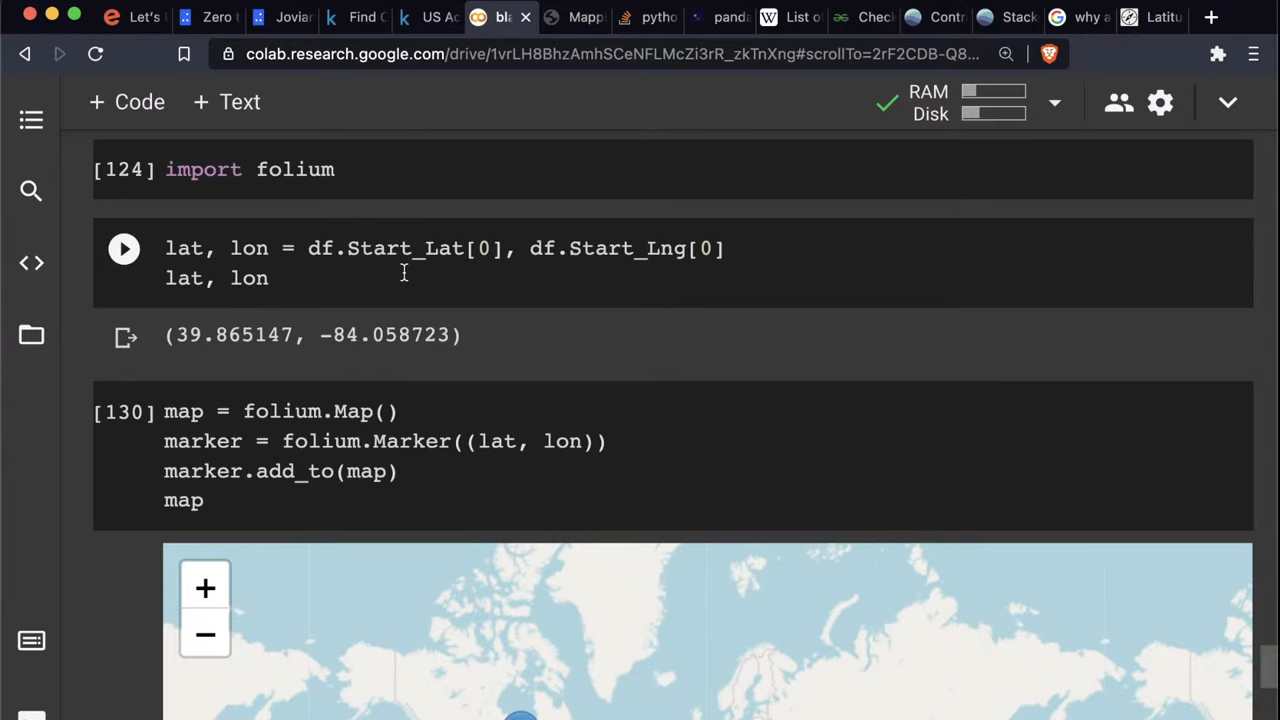 Let's
Zero t
Jovian
Find C
US Ac
bla
Mapp
pytho
panda
List of
Check
Contr
Stack
why a
Latitu
colab.research.google.com/drive/1vrLH8BhzAmhSCeNFLMcZi3rR_zkTnXng#scrollTo=2rF2CDB-Q8...
+ Code + Text
RAM
Disk
[124] import folium
lat, lon = df.Start_Lat[0], df.Start_Lng[0]
lat, lon
(39.865147, -84.058723)
[130] map = folium.Map()
marker = folium.Marker((lat, lon))
marker.add_to(map)
map
+
−